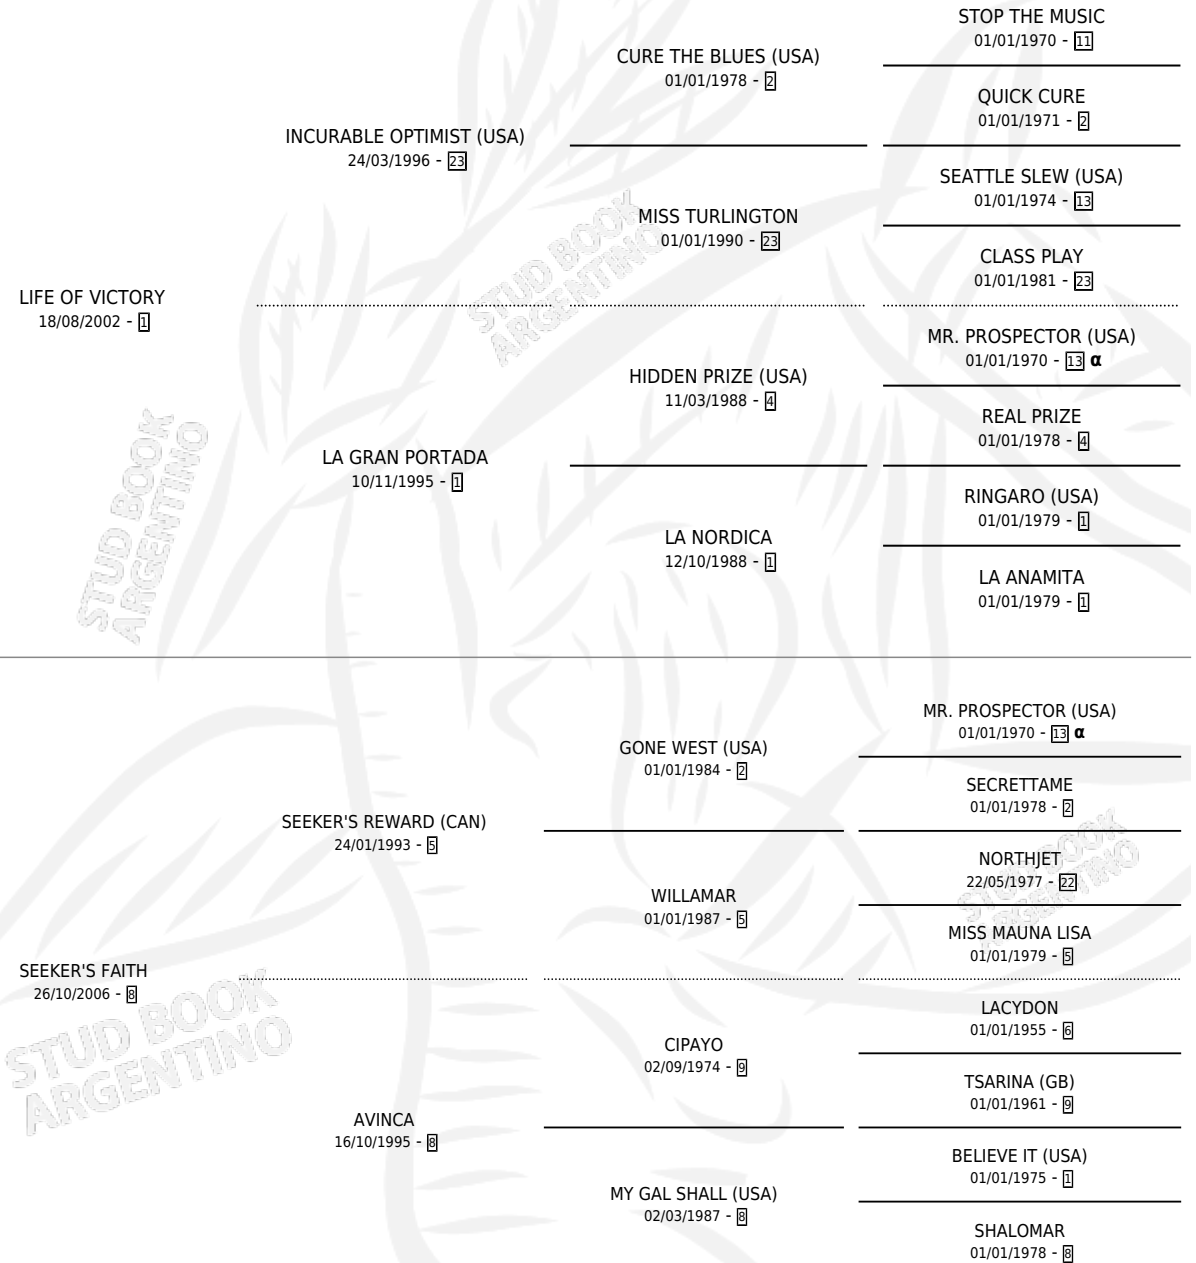 STOP THE MUSIC
01/01/1970 - 11
CURE THE BLUES (USA)
01/01/1978 - 2
QUICK CURE
01/01/1971 - 2
INCURABLE OPTIMIST (USA)
24/03/1996 - 23
SEATTLE SLEW (USA)
01/01/1974 - 13
MISS TURLINGTON
01/01/1990 - 23
CLASS PLAY
01/01/1981 - 23
STUD BOOK
ARGENTINO
LIFE OF VICTORY
18/08/2002 - 1
MR. PROSPECTOR (USA)
01/01/1970 - 13 α
HIDDEN PRIZE (USA)
11/03/1988 - 4
REAL PRIZE
01/01/1978 - 4
LA GRAN PORTADA
10/11/1995 - 1
RINGARO (USA)
01/01/1979 - 1
LA NORDICA
12/10/1988 - 1
LA ANAMITA
01/01/1979 - 1
STUD BOOK
ARGENTINO
MR. PROSPECTOR (USA)
01/01/1970 - 13 α
GONE WEST (USA)
01/01/1984 - 2
SECRETTAME
01/01/1978 - 2
SEEKER'S REWARD (CAN)
24/01/1993 - 5
NORTHJET
22/05/1977 - 22
WILLAMAR
01/01/1987 - 5
MISS MAUNA LISA
01/01/1979 - 5
STUD BOOK
ARGENTINO
SEEKER'S FAITH
26/10/2006 - 8
LACYDON
01/01/1955 - 6
CIPAYO
02/09/1974 - 9
TSARINA (GB)
01/01/1961 - 9
AVINCA
16/10/1995 - 8
BELIEVE IT (USA)
01/01/1975 - 1
MY GAL SHALL (USA)
02/03/1987 - 8
SHALOMAR
01/01/1978 - 8
STUD BOOK
ARGENTINO